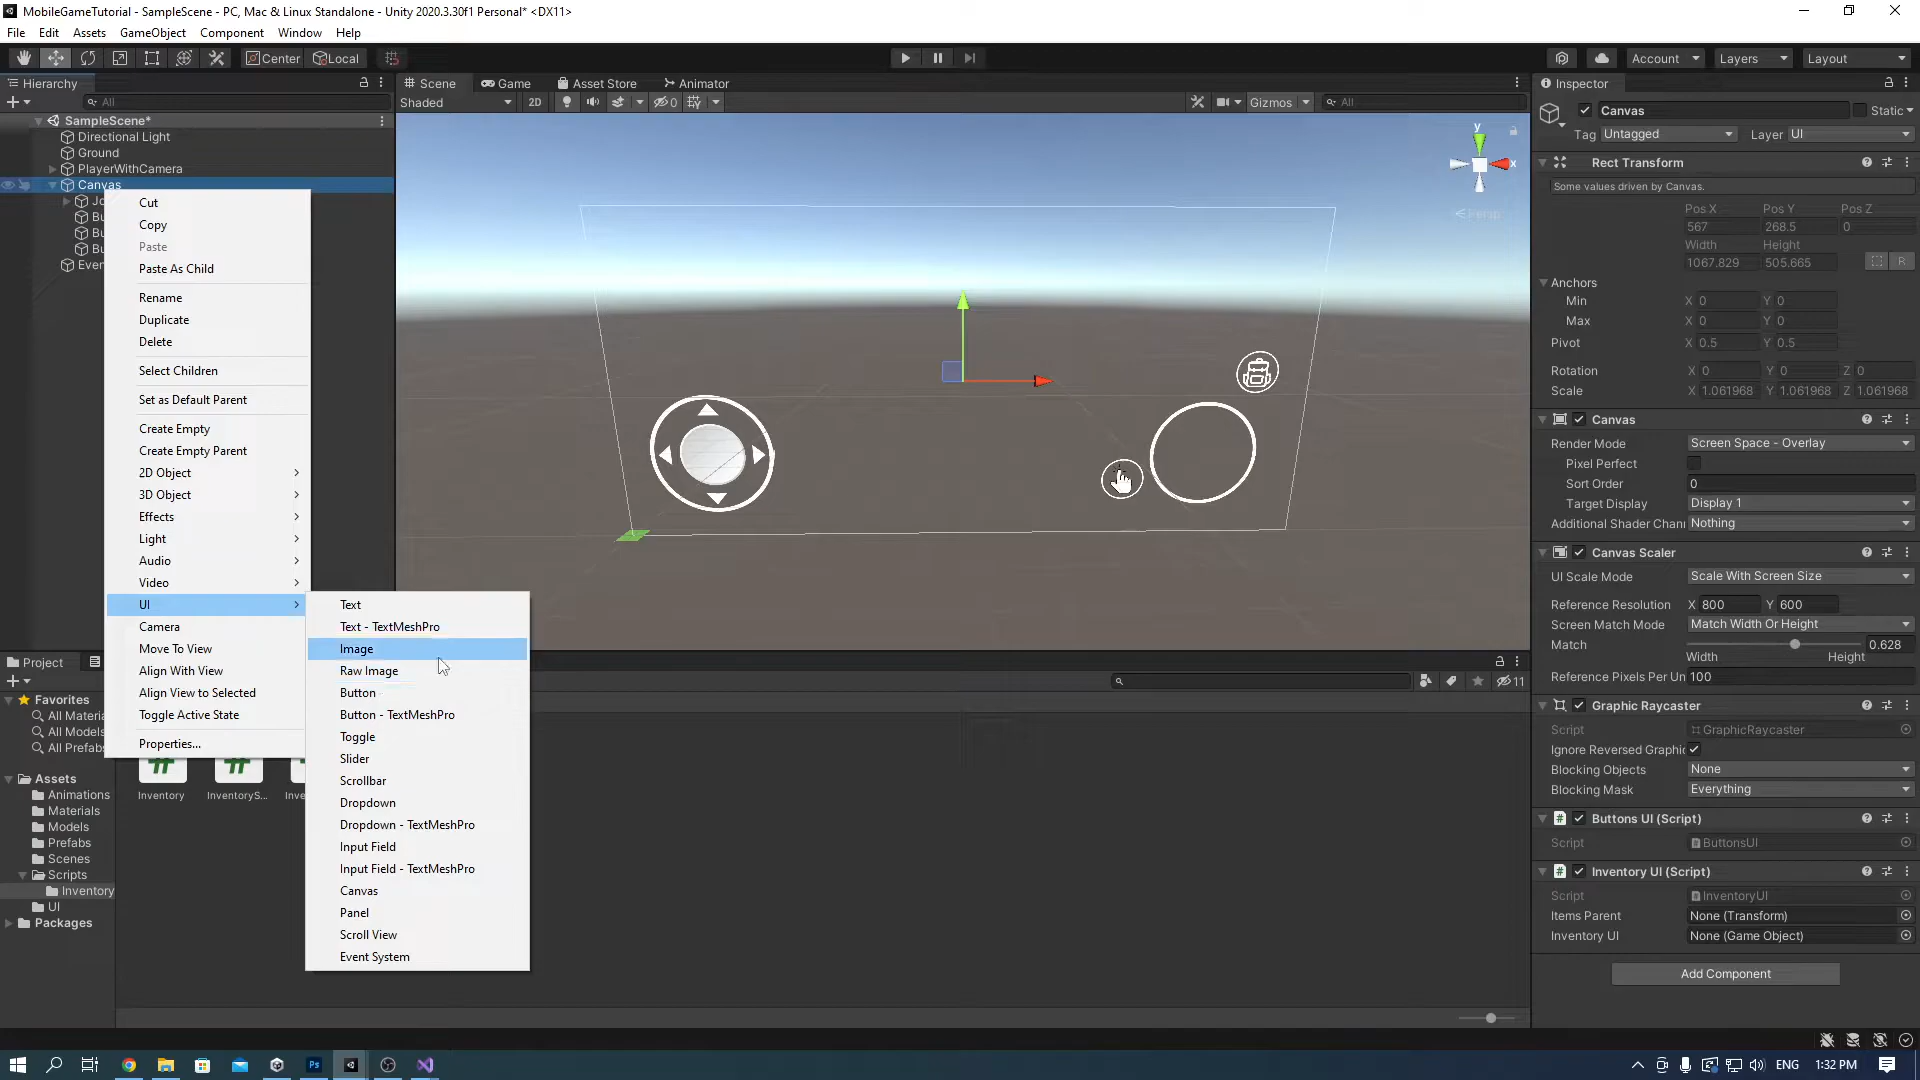 MobileGameTutorial - SampleScene - PC, Mac & Linux Standalone - Unity 2020.3.30f1 Personal* <DX11>
File Edit Assets GameObject Component Window Help
Center Local Account Layers Layout
Hierarchy Scene Game Asset Store Animator Inspector
All Shaded 2D 0 Gizmos All
SampleScene*
Directional Light
Ground
PlayerWithCamera
Canvas
Jo
Bu
Bu
Bu
Even
Cut
Copy
Paste
Paste As Child
Rename
Duplicate
Delete
Select Children
Set as Default Parent
Create Empty
Create Empty Parent
2D Object
3D Object
Effects
Light
Audio
Video
UI
Camera
Move To View
Align With View
Align View to Selected
Toggle Active State
Properties...
Text
Text - TextMeshPro
Image
Raw Image
Button
Button - TextMeshPro
Toggle
Slider
Scrollbar
Dropdown
Dropdown - TextMeshPro
Input Field
Input Field - TextMeshPro
Canvas
Panel
Scroll View
Event System
y
x
Persp
Project
11
Favorites
All Materia
All Models
All Prefabs
Assets
Animations
Materials
Models
Prefabs
Scenes
Scripts
Inventory
UI
Packages
Inventory InventoryS... Inve
Canvas Static
Tag Untagged Layer UI
Rect Transform
Some values driven by Canvas.
Pos X Pos Y Pos Z
567 268.5 0
Width Height
1067.829 505.665 R
Anchors
Min X 0 Y 0
Max X 0 Y 0
Pivot X 0.5 Y 0.5
Rotation X 0 Y 0 Z 0
Scale X 1.061968 Y 1.061968 Z 1.061968
Canvas
Render Mode Screen Space - Overlay
Pixel Perfect
Sort Order 0
Target Display Display 1
Additional Shader Chani Nothing
Canvas Scaler
UI Scale Mode Scale With Screen Size
Reference Resolution X 800 Y 600
Screen Match Mode Match Width Or Height
Match 0.628
Width Height
Reference Pixels Per Un 100
Graphic Raycaster
Script GraphicRaycaster
Ignore Reversed Graphic
Blocking Objects None
Blocking Mask Everything
Buttons UI (Script)
Script ButtonsUI
Inventory UI (Script)
Script InventoryUI
Items Parent None (Transform)
Inventory UI None (Game Object)
Add Component
Ps ENG 1:32 PM